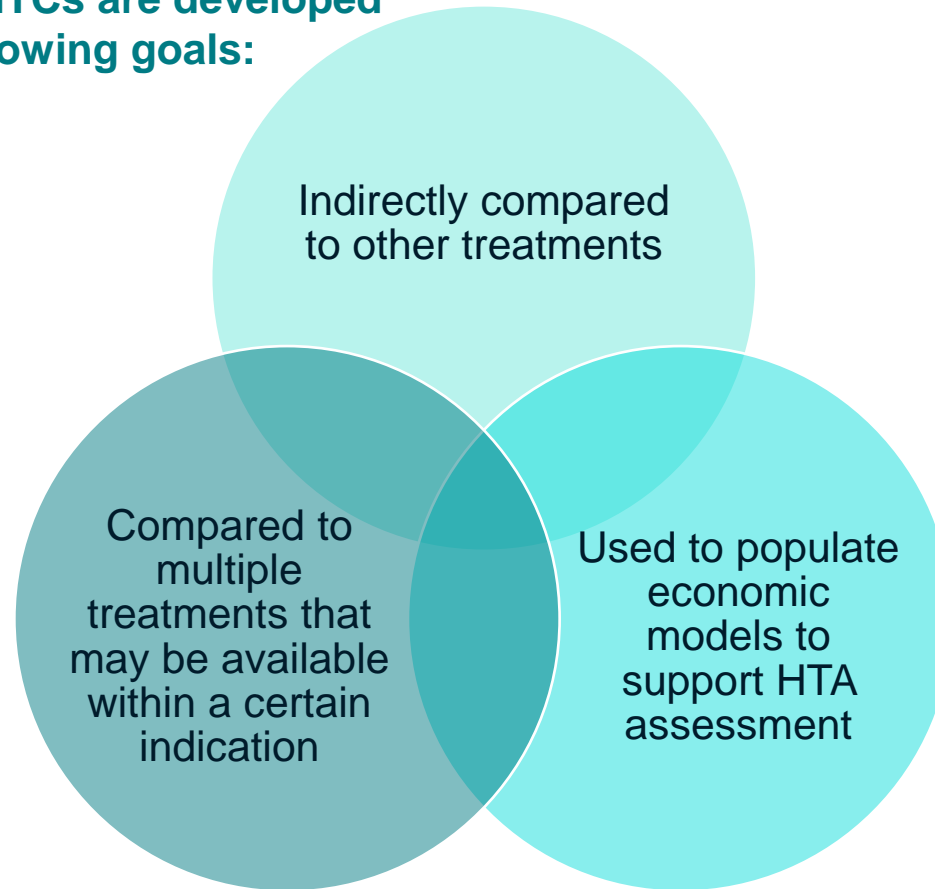 ITCs are developed
owing goals:
Indirectly compared
to other treatments
Compared to
multiple
treatments that
may be available
within a certain
indication
Used to populate
economic
models to
support HTA
assessment